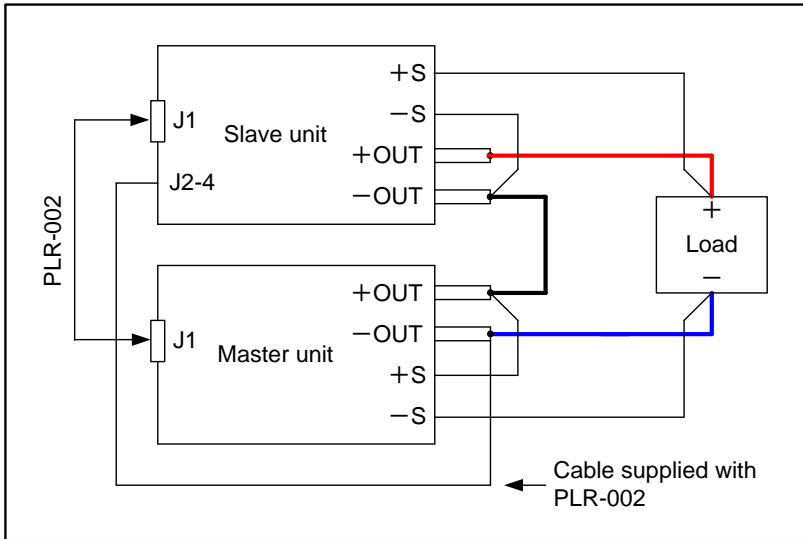 +S
-S
J1
Slave unit
+OUT
J2-4
-OUT
+
Load
-
PLR-002
+OUT
J1
-OUT
Master unit
+S
-S
Cable supplied with
PLR-002